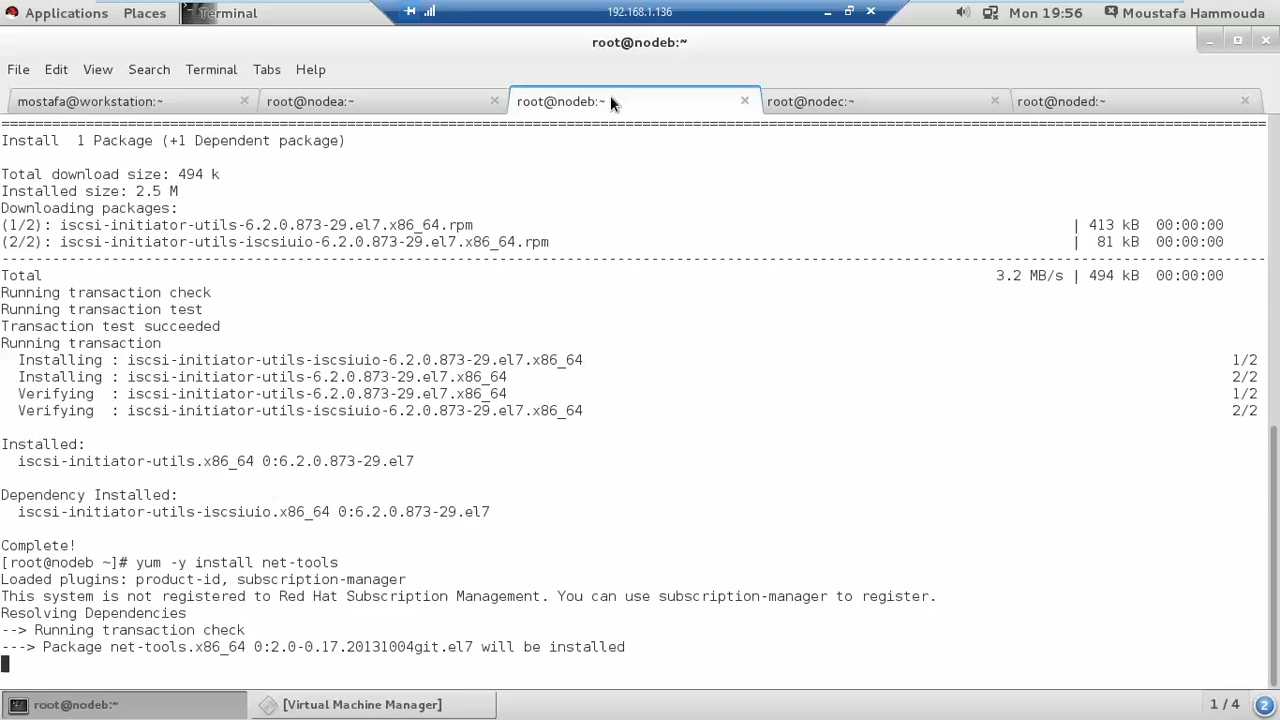 Applications Places Terminal 192.168.1.136 Mon 19:56 Moustafa Hammouda
root@nodeb:~
File Edit View Search Terminal Tabs Help
mostafa@workstation:~ × root@nodea:~ × root@nodeb:~ × root@nodec:~ × root@noded:~ ×
================================================================================
Install  1 Package (+1 Dependent package)
Total download size: 494 k
Installed size: 2.5 M
Downloading packages:
(1/2): iscsi-initiator-utils-6.2.0.873-29.el7.x86_64.rpm | 413 kB  00:00:00
(2/2): iscsi-initiator-utils-iscsiuio-6.2.0.873-29.el7.x86_64.rpm |  81 kB  00:00:00
--------------------------------------------------------------------------------
Total 3.2 MB/s | 494 kB  00:00:00
Running transaction check
Running transaction test
Transaction test succeeded
Running transaction
Installing : iscsi-initiator-utils-iscsiuio-6.2.0.873-29.el7.x86_64 1/2
Installing : iscsi-initiator-utils-6.2.0.873-29.el7.x86_64 2/2
Verifying  : iscsi-initiator-utils-6.2.0.873-29.el7.x86_64 1/2
Verifying  : iscsi-initiator-utils-iscsiuio-6.2.0.873-29.el7.x86_64 2/2
Installed:
iscsi-initiator-utils.x86_64 0:6.2.0.873-29.el7
Dependency Installed:
iscsi-initiator-utils-iscsiuio.x86_64 0:6.2.0.873-29.el7
Complete!
[root@nodeb ~]# yum -y install net-tools
Loaded plugins: product-id, subscription-manager
This system is not registered to Red Hat Subscription Management. You can use subscription-manager to register.
Resolving Dependencies
--> Running transaction check
---> Package net-tools.x86_64 0:2.0-0.17.20131004git.el7 will be installed
root@nodeb:~ [Virtual Machine Manager] 1 / 4 2